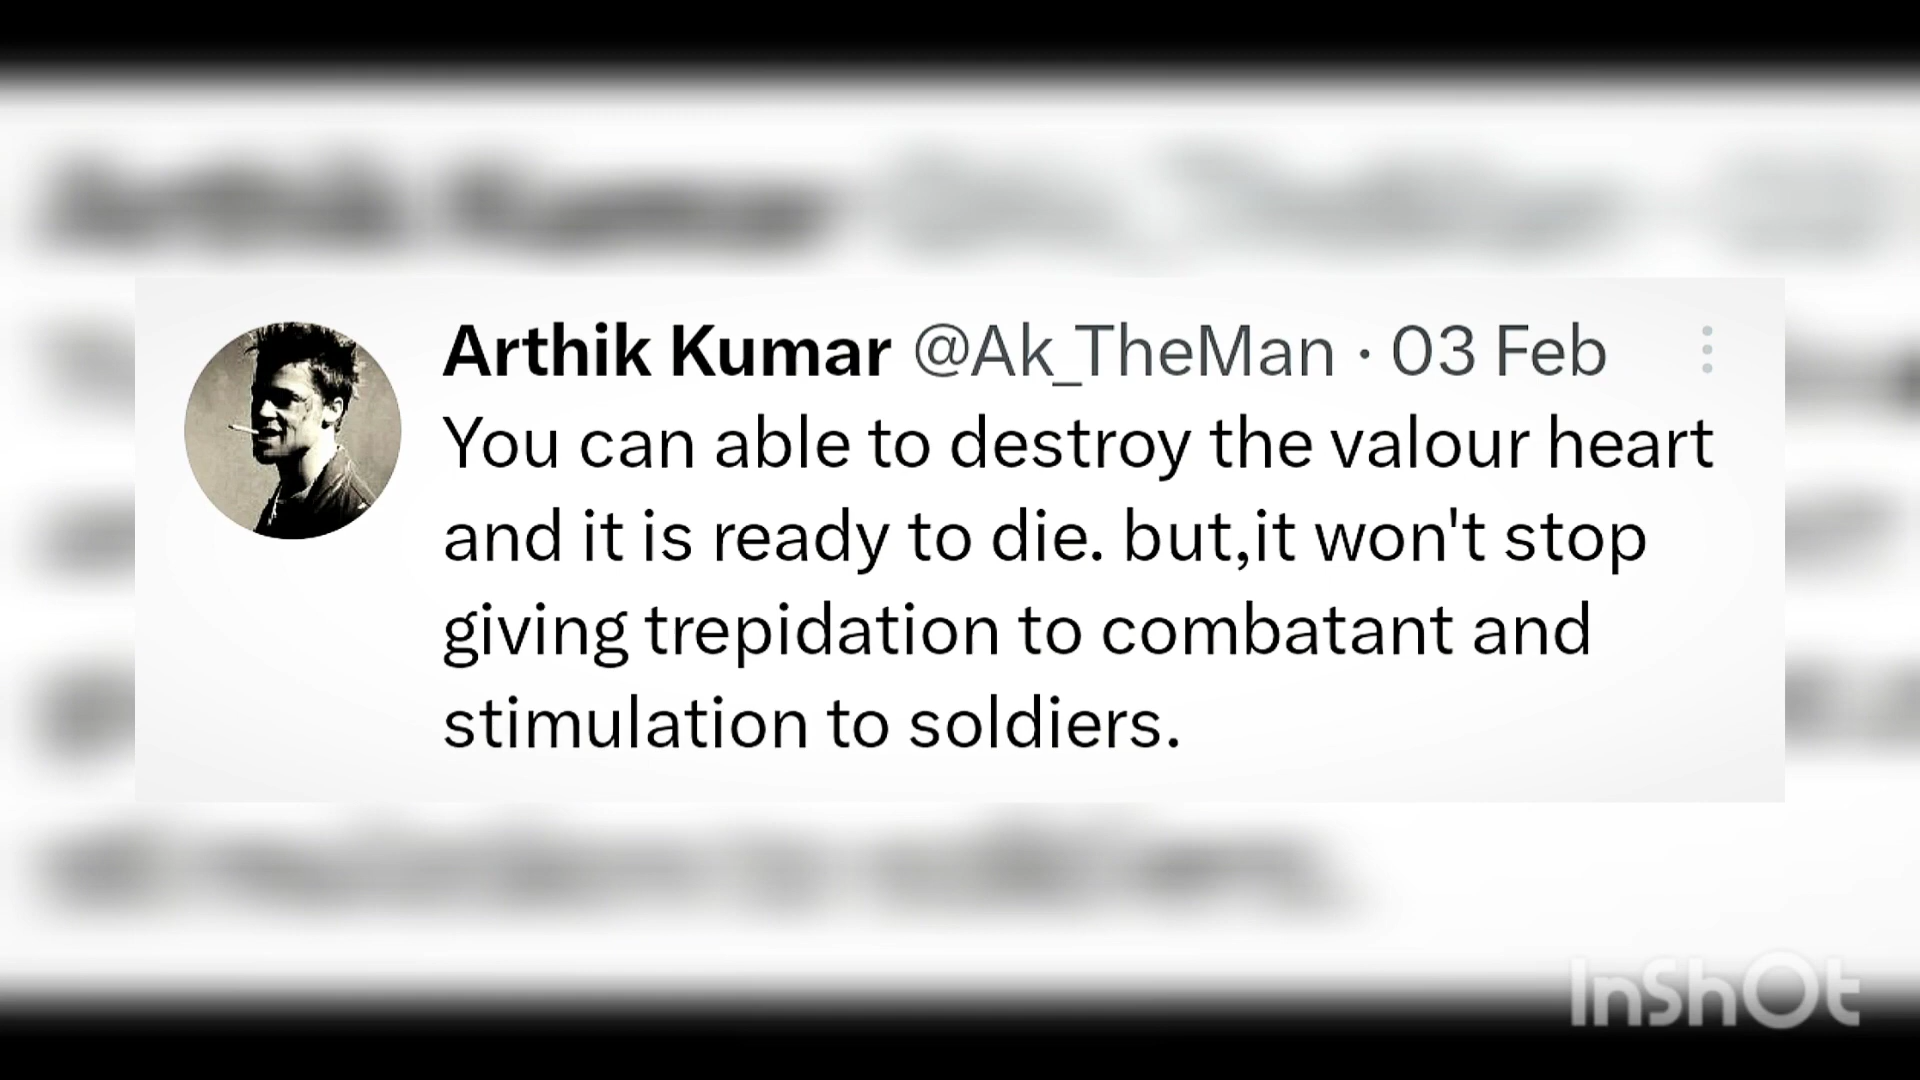 Arthik Kumar @Ak_TheMan · 03 Feb
You can able to destroy the valour heart
and it is ready to die. but,it won't stop
giving trepidation to combatant and
stimulation to soldiers.
InShOt